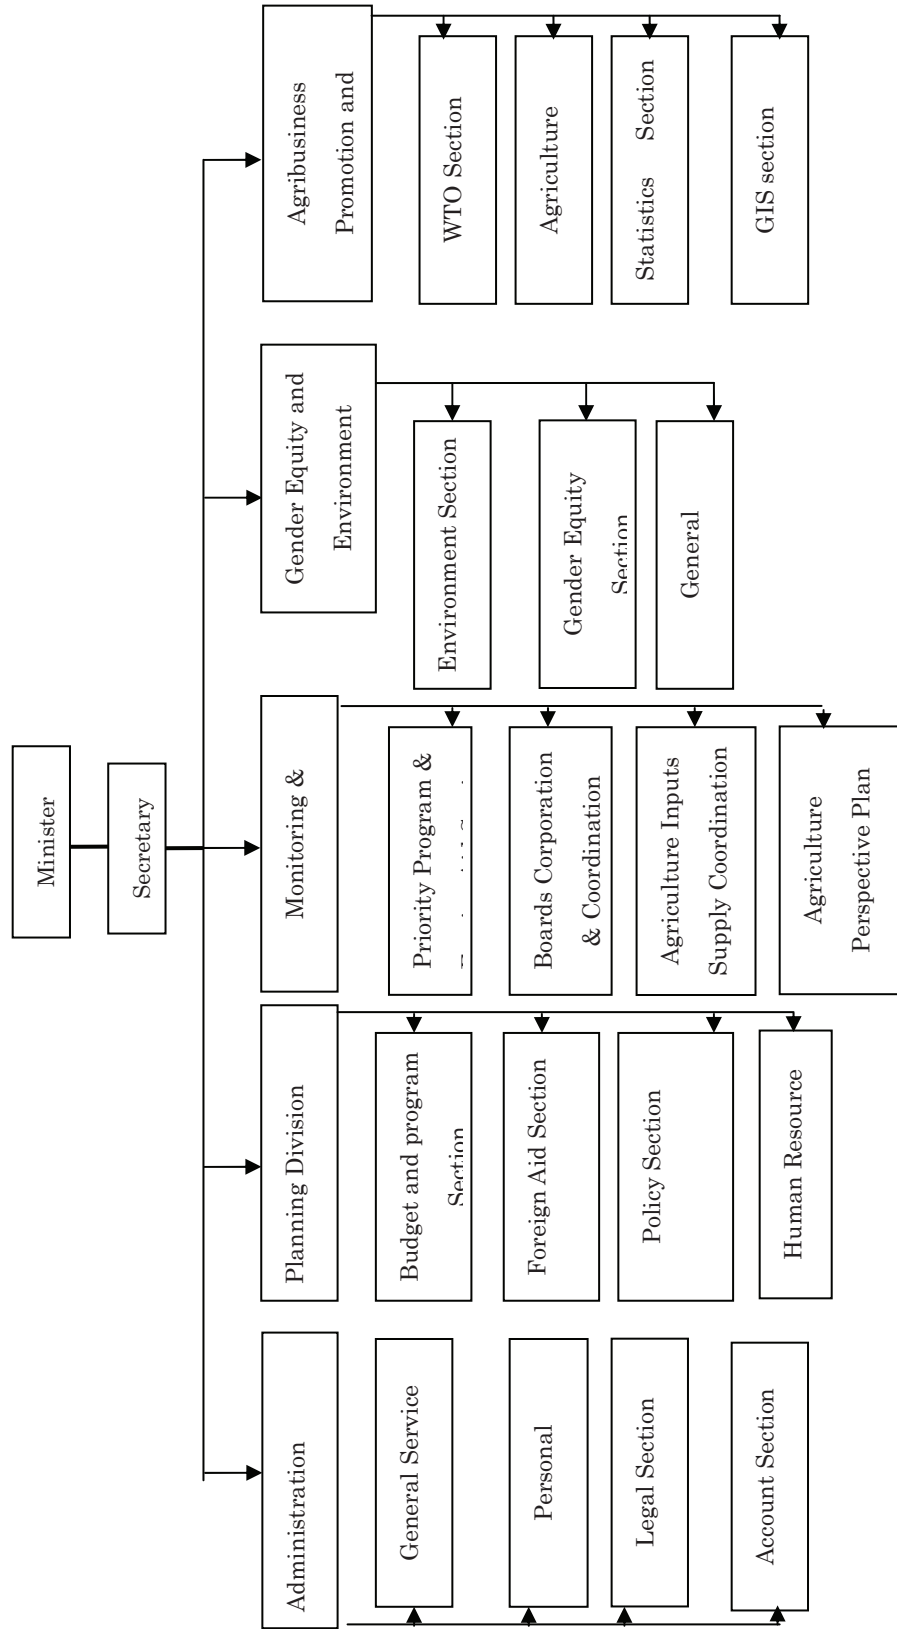 Minister
Secretary
Administration
General Service
Personal
Legal Section
Account Section
Planning Division
Budget and program
Section
Foreign Aid Section
Policy Section
Human Resource
Monitoring &
Priority Program &
Boards Corporation
& Coordination
Agriculture Inputs
Supply Coordination
Agriculture
Perspective Plan
Gender Equity and
Environment
Environment Section
Gender Equity
Section
General
Agribusiness
Promotion and
WTO Section
Agriculture
Statistics Section
GIS section